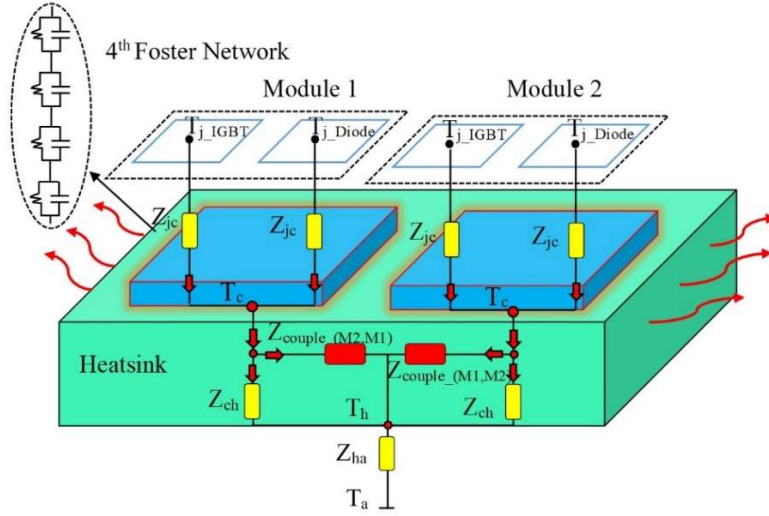 4th Foster Network
Module 1
Module 2
Tj_IGBT
Tj_Diode
Tj_IGBT
Tj_Diode
Zjc
Zjc
Zjc
Zjc
Tc
Tc
Zcouple_(M2,M1)
Zcouple_(M1,M2
Heatsink
Zch
Th
Zch
Zha
Ta